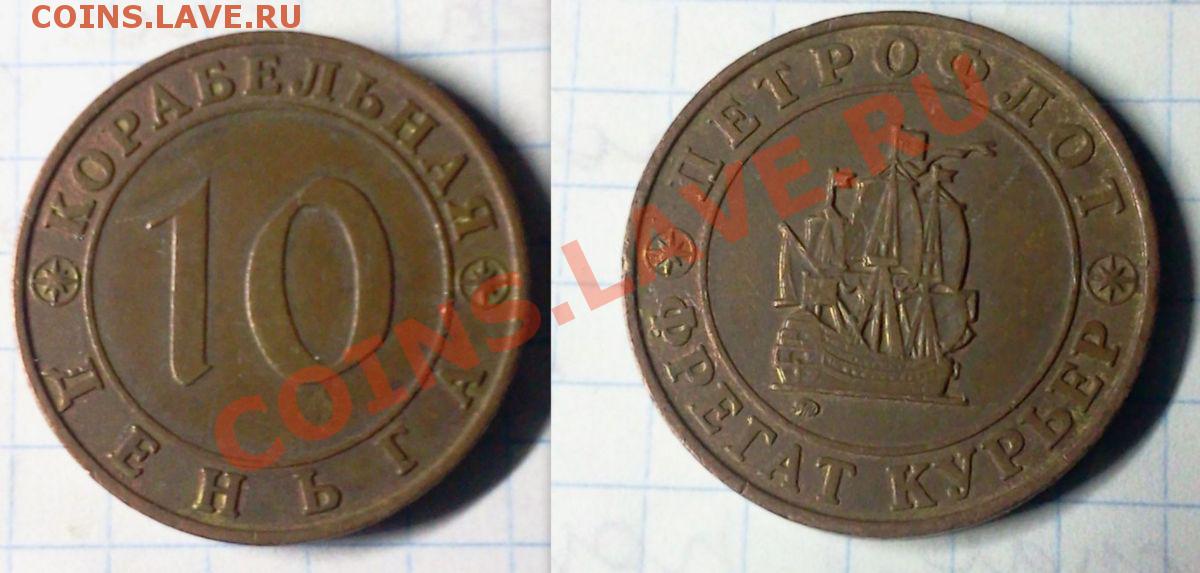 COINS.LAVE.RU
КОРАБЕЛЬНАЯ
10
ДЕНЬГА
ПЕТРОФЛОТ
ФРЕГАТ КУРЬЕР
COINS.LAVE.RU